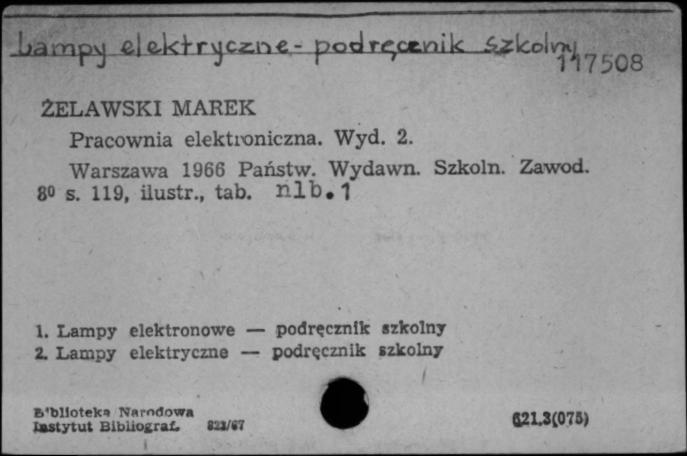 Lampy elektryczne - podręcznik szkolny
117508
ŻELAWSKI MAREK
Pracownia elektroniczna. Wyd. 2.
Warszawa 1966 Państw. Wydawn. Szkoln. Zawod.
8⁰ s. 119, ilustr., tab. nlb. 1
1. Lampy elektronowe — podręcznik szkolny
2. Lampy elektryczne — podręcznik szkolny
Biblioteka Narodowa
Instytut Bibliograf. 823/67
621.3(075)